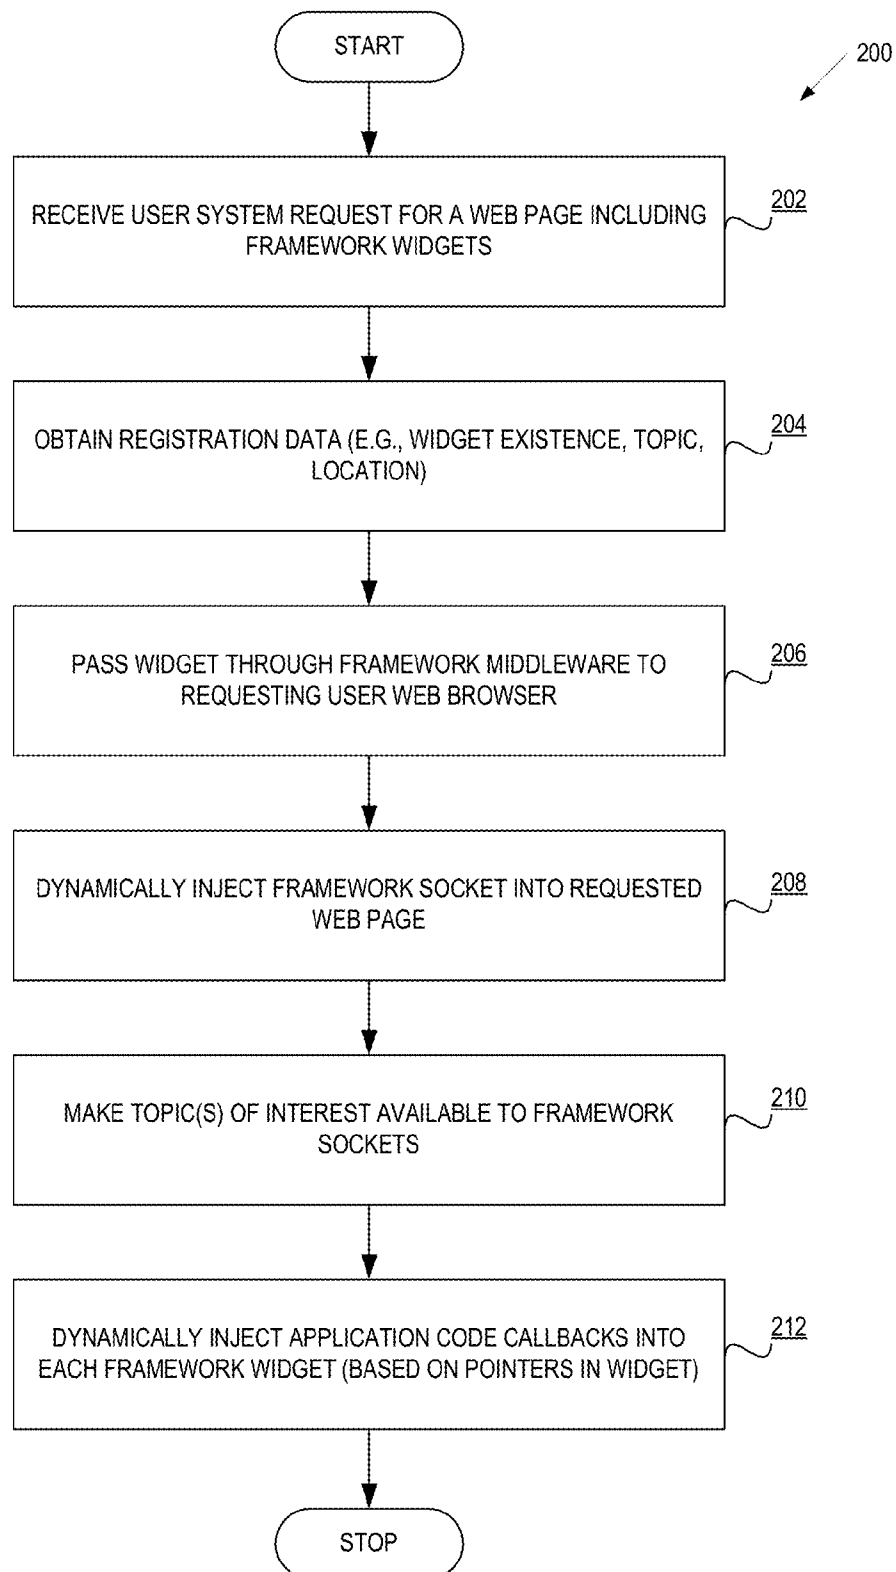 START
200
RECEIVE USER SYSTEM REQUEST FOR A WEB PAGE INCLUDING
FRAMEWORK WIDGETS
202
OBTAIN REGISTRATION DATA (E.G., WIDGET EXISTENCE, TOPIC,
LOCATION)
204
PASS WIDGET THROUGH FRAMEWORK MIDDLEWARE TO
REQUESTING USER WEB BROWSER
206
DYNAMICALLY INJECT FRAMEWORK SOCKET INTO REQUESTED
WEB PAGE
208
MAKE TOPIC(S) OF INTEREST AVAILABLE TO FRAMEWORK
SOCKETS
210
DYNAMICALLY INJECT APPLICATION CODE CALLBACKS INTO
EACH FRAMEWORK WIDGET (BASED ON POINTERS IN WIDGET)
212
STOP